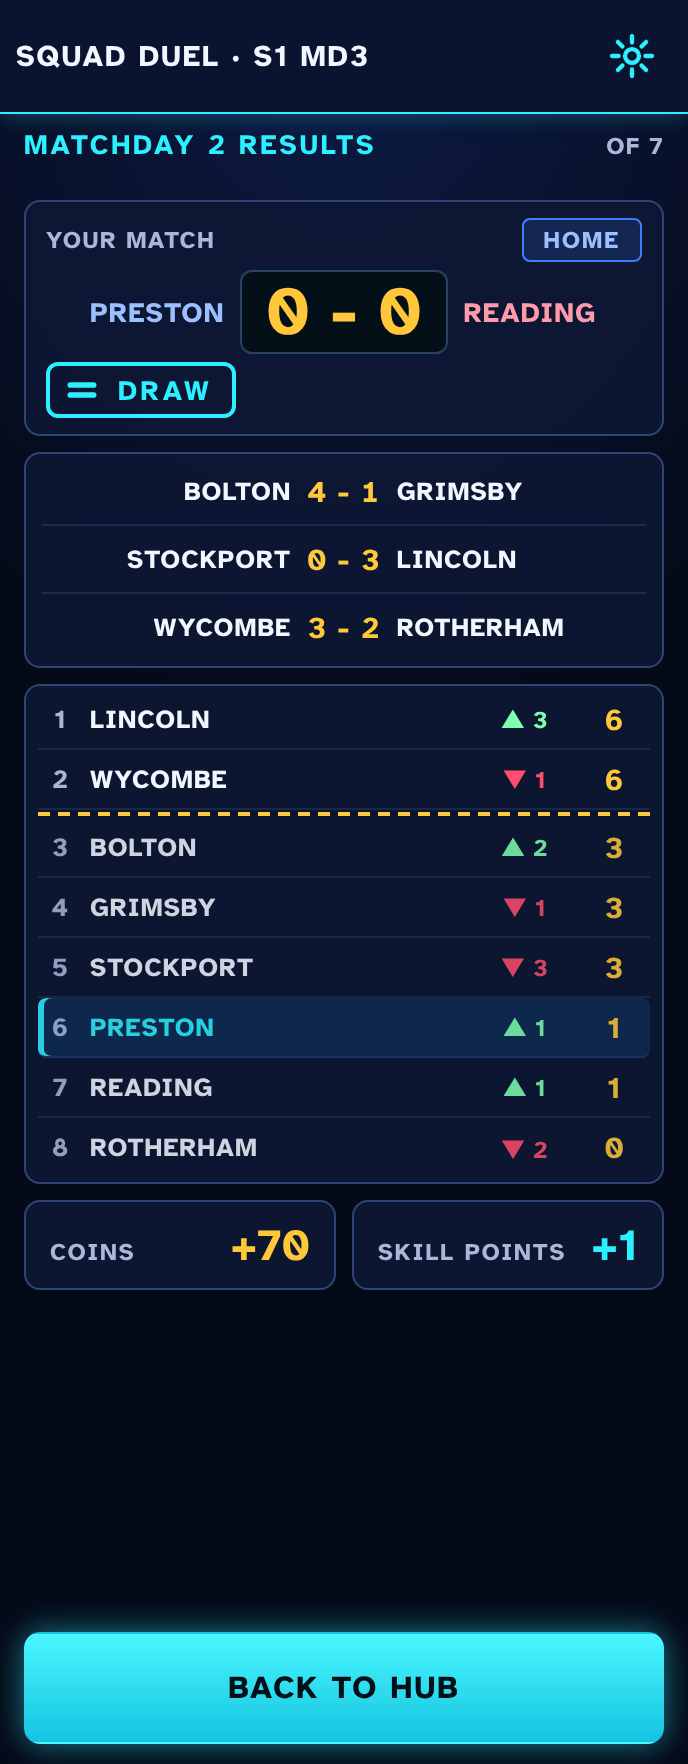 SQUAD DUEL · S1 MD3
MATCHDAY 2 RESULTS OF 7
YOUR MATCH HOME
PRESTON 0 - 0 READING
DRAW
BOLTON 4 - 1 GRIMSBY
STOCKPORT 0 - 3 LINCOLN
WYCOMBE 3 - 2 ROTHERHAM
1 LINCOLN ▲ 3 6
2 WYCOMBE ▼ 1 6
3 BOLTON ▲ 2 3
4 GRIMSBY ▼ 1 3
5 STOCKPORT ▼ 3 3
6 PRESTON ▲ 1 1
7 READING ▲ 1 1
8 ROTHERHAM ▼ 2 0
COINS +70 SKILL POINTS +1
BACK TO HUB